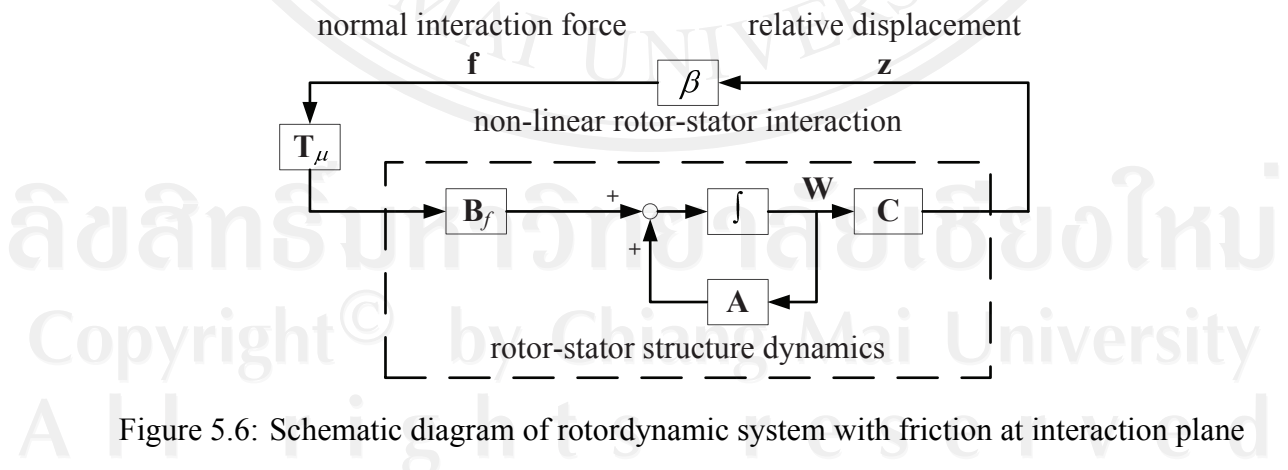 MAI UNIVERS
normal interaction force relative displacement
f z
β
non-linear rotor-stator interaction
Tμ
W
Bf + ∫ C
+
A
rotor-stator structure dynamics
ลิขสิทธิ์มหาวิทยาลัยเชียงใหม่
Copyright© by Chiang Mai University
All rights reserved
Figure 5.6: Schematic diagram of rotordynamic system with friction at interaction plane